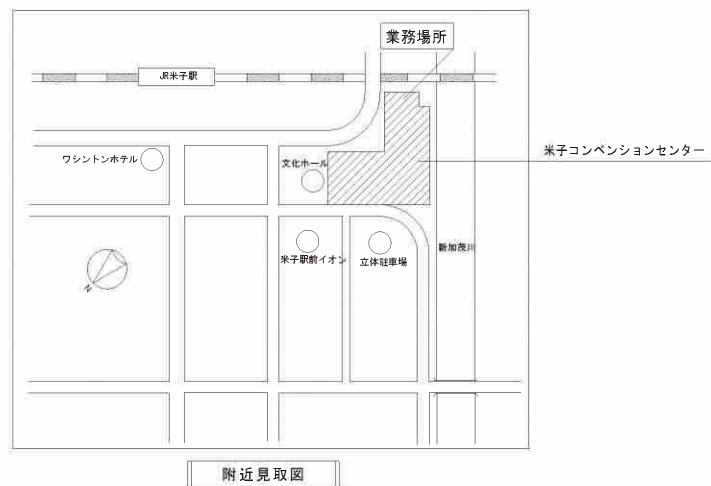 業務場所
JR米子駅
米子コンベンションセンター
ワシントンホテル
文化ホール
新加茂川
米子駅前イオン
立体駐車場
N
附近見取図